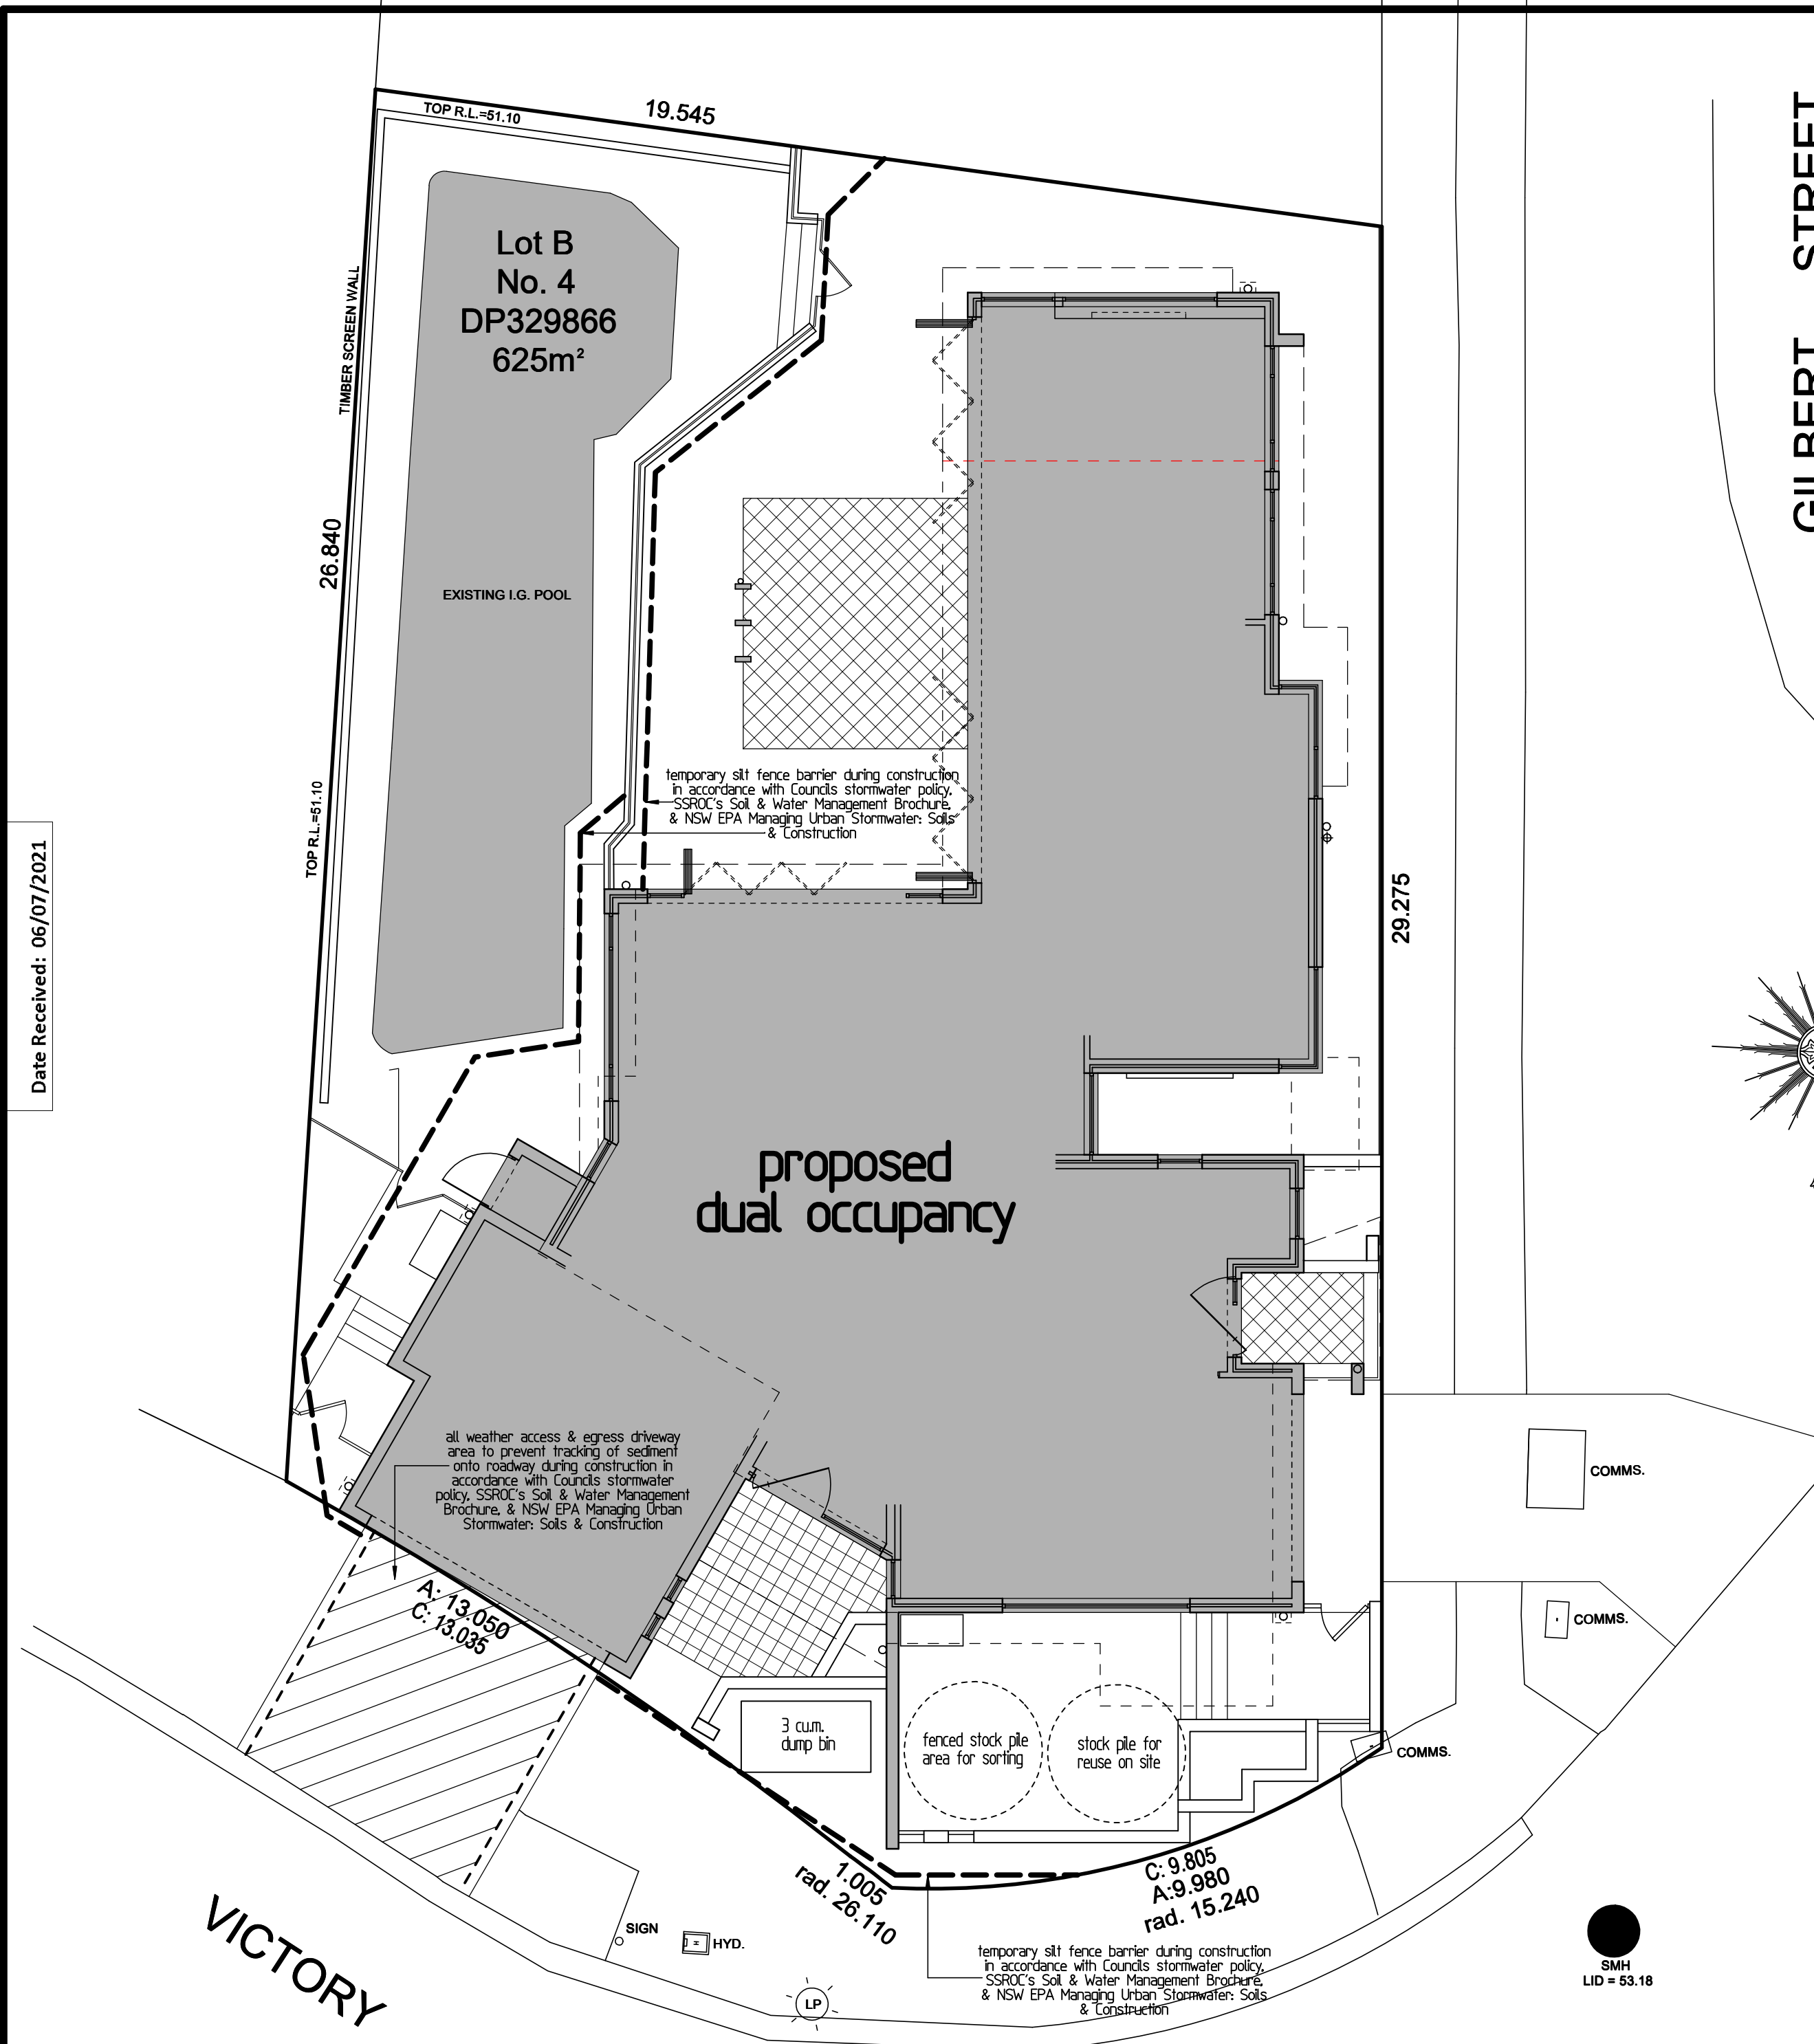 TOP R.L.=51.10
19.545
STREET
GILBERT
Lot B
No. 4
DP329866
625m²
TIMBER SCREEN WALL
26.840
EXISTING I.G. POOL
TOP R.L.=51.10
temporary silt fence barrier during construction
in accordance with Councils stormwater policy,
SSROC's Soil & Water Management Brochure,
& NSW EPA Managing Urban Stormwater: Soils
& Construction
Date Received: 06/07/2021
29.275
proposed
dual occupancy
all weather access & egress driveway
area to prevent tracking of sediment
onto roadway during construction in
accordance with Councils stormwater
policy, SSROC's Soil & Water Management
Brochure, & NSW EPA Managing Urban
Stormwater: Soils & Construction
COMMS.
A: 13.050
C: 13.035
COMMS.
3 cu.m.
dump bin
fenced stock pile
area for sorting
stock pile for
reuse on site
COMMS.
1.005
rad. 26.110
C: 9.805
A:9.980
rad. 15.240
VICTORY
SIGN
H
HYD.
LP
temporary silt fence barrier during construction
in accordance with Councils stormwater policy,
SSROC's Soil & Water Management Brochure,
& NSW EPA Managing Urban Stormwater: Soils
& Construction
SMH
LID = 53.18